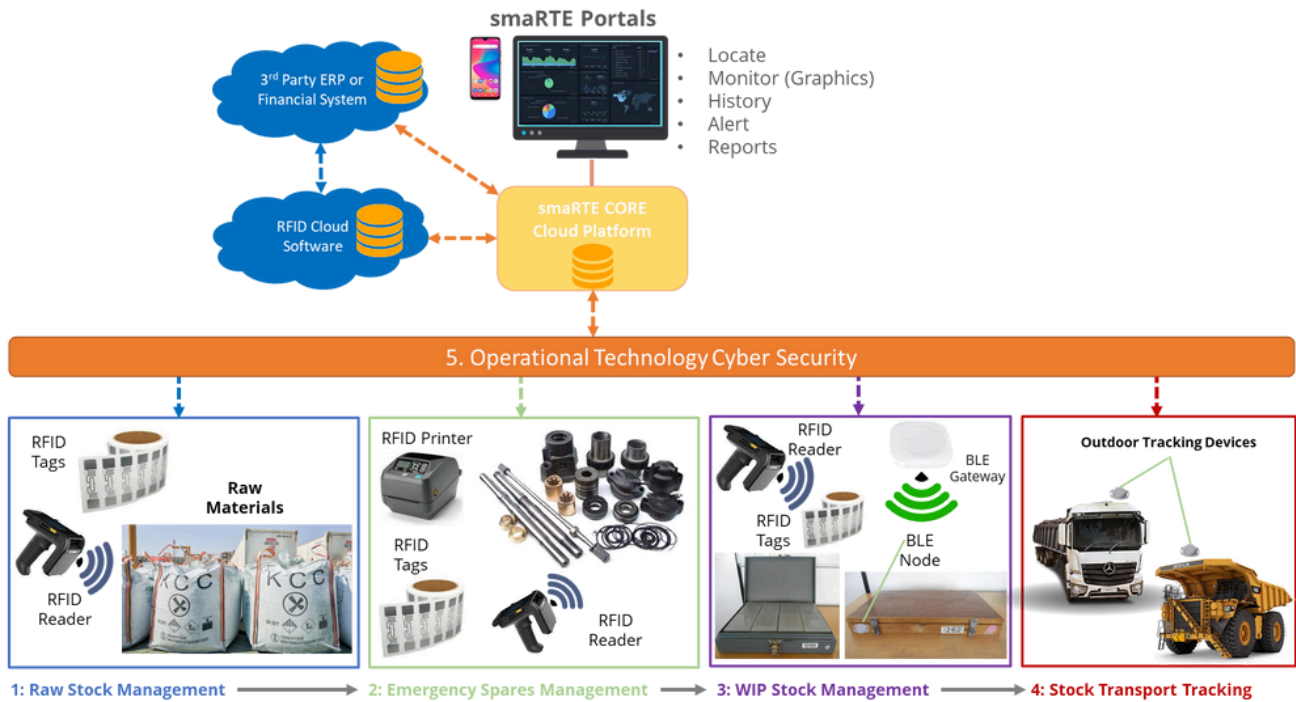 smaRTE Portals
Locate
Monitor (Graphics)
History
Alert
Reports
3rd Party ERP or
Financial System
RFID Cloud
Software
smaRTE CORE
Cloud Platform
5. Operational Technology Cyber Security
RFID
Tags
Raw
Materials
RFID
Reader
KCC
KCC
RFID Printer
RFID
Tags
RFID
Reader
RFID
Reader
BLE
Gateway
RFID
Tags
BLE
Node
262
Outdoor Tracking Devices
1: Raw Stock Management
2: Emergency Spares Management
3: WIP Stock Management
4: Stock Transport Tracking